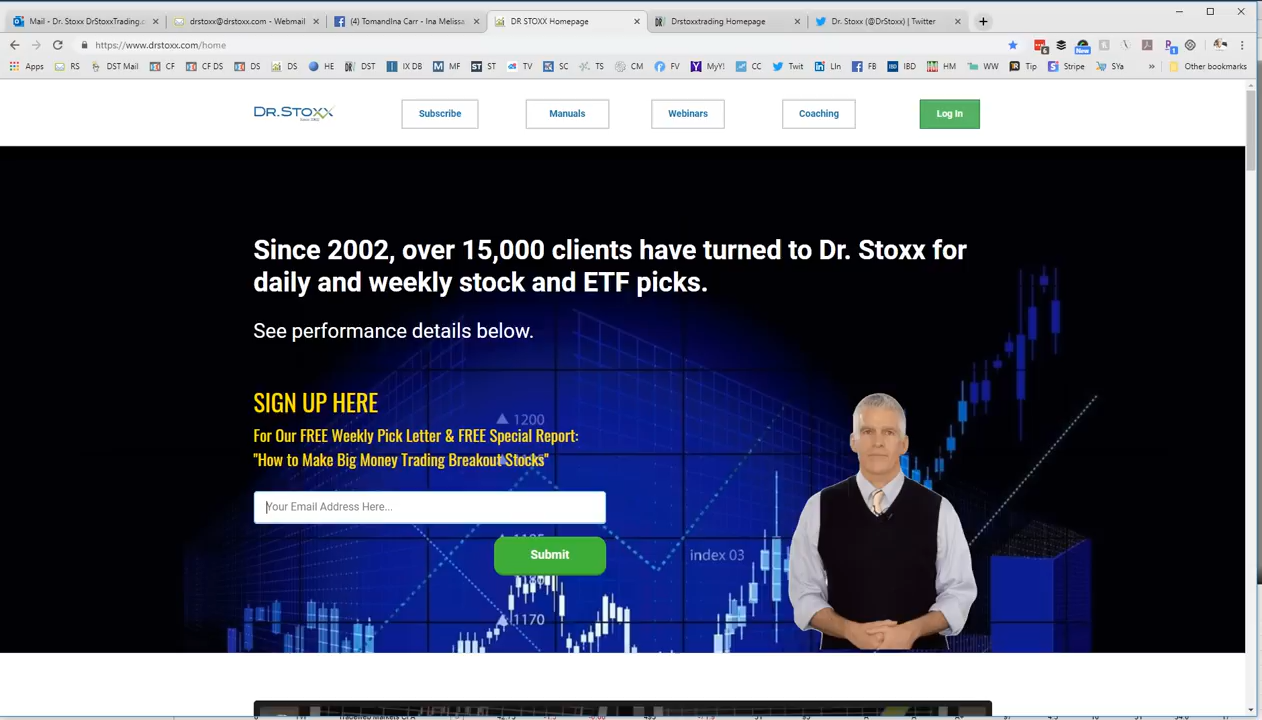 Mail - Dr. Stoxx DrStoxxTrading.c
drstoxx@drstoxx.com - Webmail
(4) TomandIna Carr - Ina Melissa
DR STOXX Homepage
Drstoxxtrading Homepage
Dr. Stoxx (@DrStoxx) | Twitter
https://www.drstoxx.com/home
Apps RS DST Mail CF CF DS DS DS HE DST IX DB MF ST TV SC TS CM FV MyY! CC Twit LIn FB IBD HM WW Tip Stripe SYa » Other bookmarks
DR.STOXX
Since 2002
Subscribe
Manuals
Webinars
Coaching
Log In
Since 2002, over 15,000 clients have turned to Dr. Stoxx for
daily and weekly stock and ETF picks.
See performance details below.
SIGN UP HERE
1200
For Our FREE Weekly Pick Letter & FREE Special Report:
"How to Make Big Money Trading Breakout Stocks"
Your Email Address Here...
Submit
index 03
1170